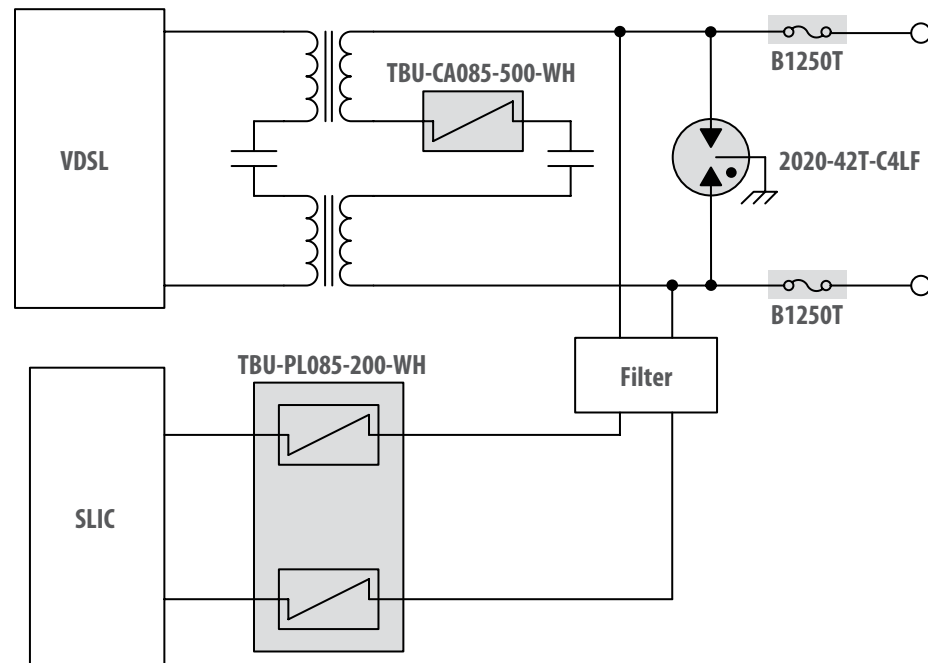 B1250T
TBU-CA085-500-WH
VDSL
2020-42T-C4LF
B1250T
TBU-PL085-200-WH
Filter
SLIC